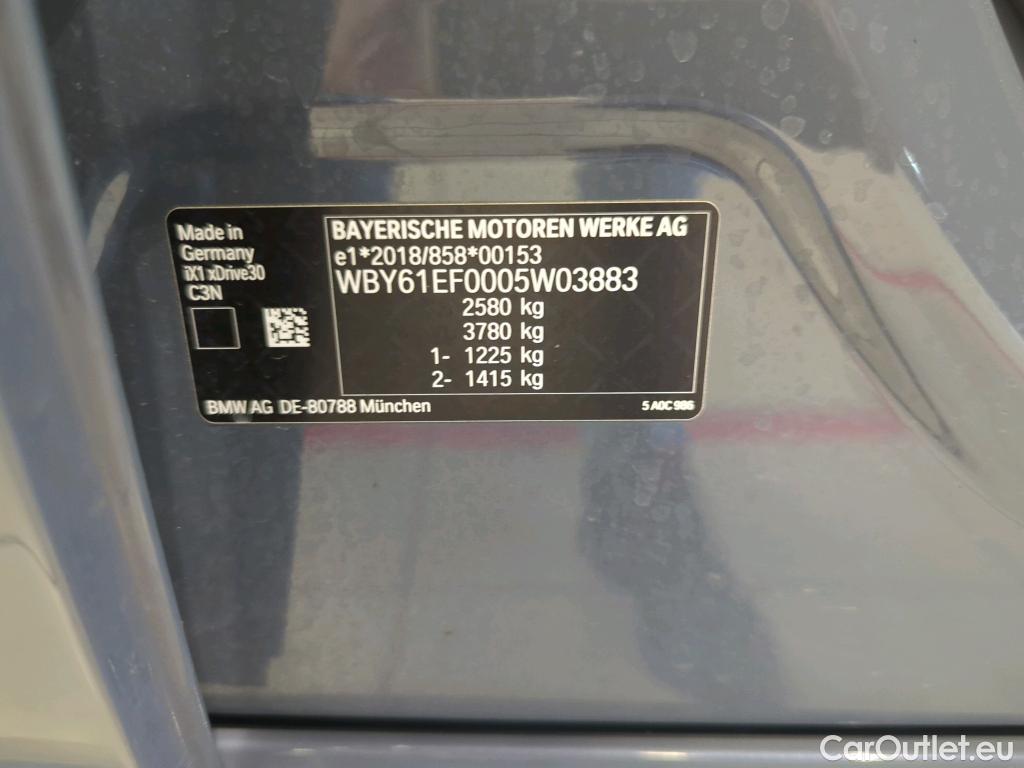 Made in
Germany
iX1 xDrive30
C3N
BAYERISCHE MOTOREN WERKE AG
e1*2018/858*00153
WBY61EF0005W03883
2580 kg
3780 kg
1- 1225 kg
2- 1415 kg
BMW AG DE-80788 München
5 A0C 986
CarOutlet.eu